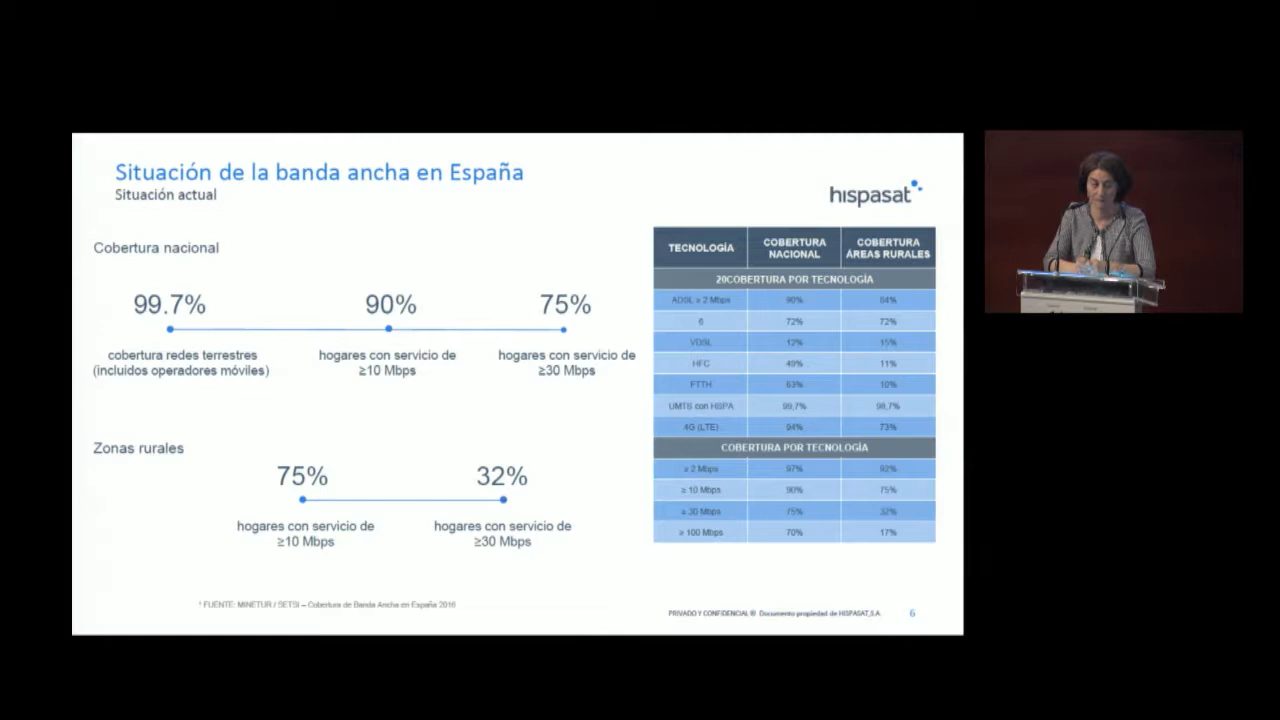 Situación de la banda ancha en España
Situación actual
hispasat
Cobertura nacional
99.7%
90%
75%
cobertura redes terrestres
(incluidos operadores móviles)
hogares con servicio de
≥10 Mbps
hogares con servicio de
≥30 Mbps
Zonas rurales
75%
32%
hogares con servicio de
≥10 Mbps
hogares con servicio de
≥30 Mbps
TECNOLOGÍA COBERTURA NACIONAL COBERTURA ÁREAS RURALES
20COBERTURA POR TECNOLOGÍA
ADSL ≥ 2 Mbps 90% 84%
6 72% 72%
VDSL 12% 15%
HFC 49% 11%
FTTH 63% 10%
UMTS con HSPA 99,7% 98,7%
4G (LTE) 94% 73%
COBERTURA POR TECNOLOGÍA
≥ 2 Mbps 97% 92%
≥ 10 Mbps 90% 75%
≥ 30 Mbps 75% 32%
≥ 100 Mbps 70% 17%
* FUENTE: MINETUR / SETSI – Cobertura de Banda Ancha en España 2016
PRIVADO Y CONFIDENCIAL ® Documento propiedad de HISPASAT,S.A. 6